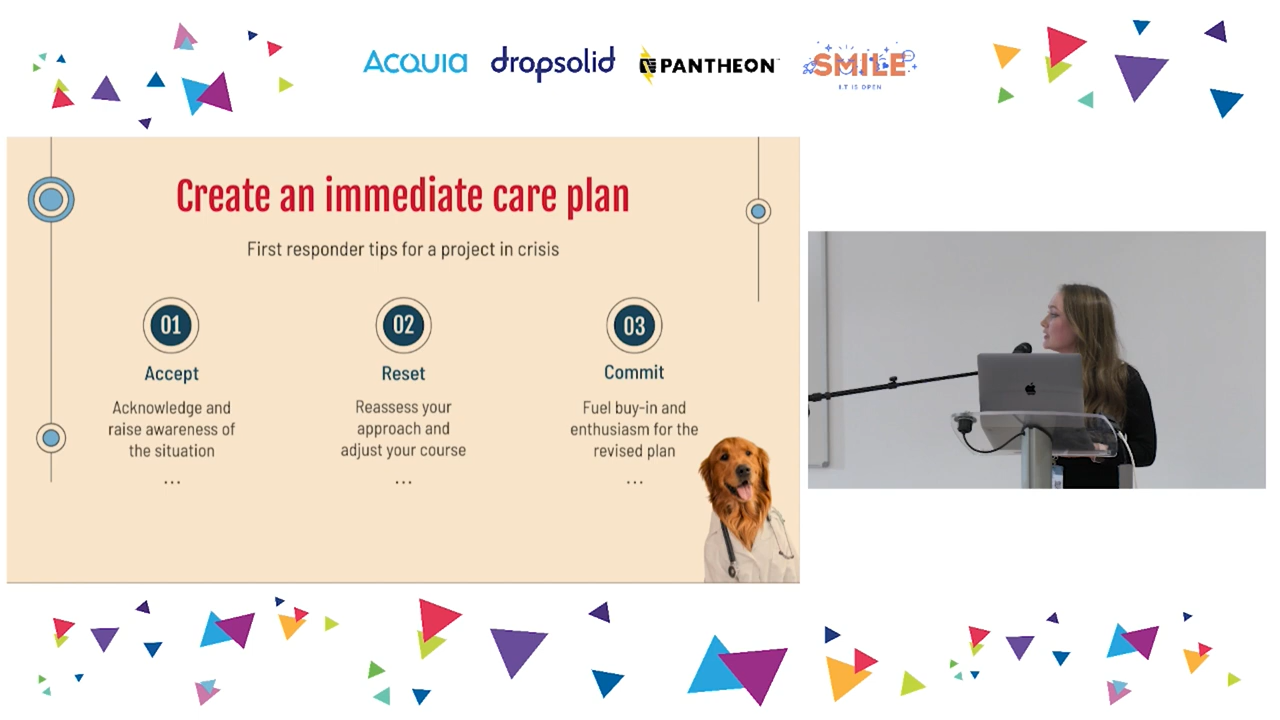 ACQUIA dropsolid PANTHEON SMILE
I.T IS OPEN
Create an immediate care plan
First responder tips for a project in crisis
01 02 03
Accept
Acknowledge and
raise awareness of
the situation
...
Reset
Reassess your
approach and
adjust your course
...
Commit
Fuel buy-in and
enthusiasm for the
revised plan
...